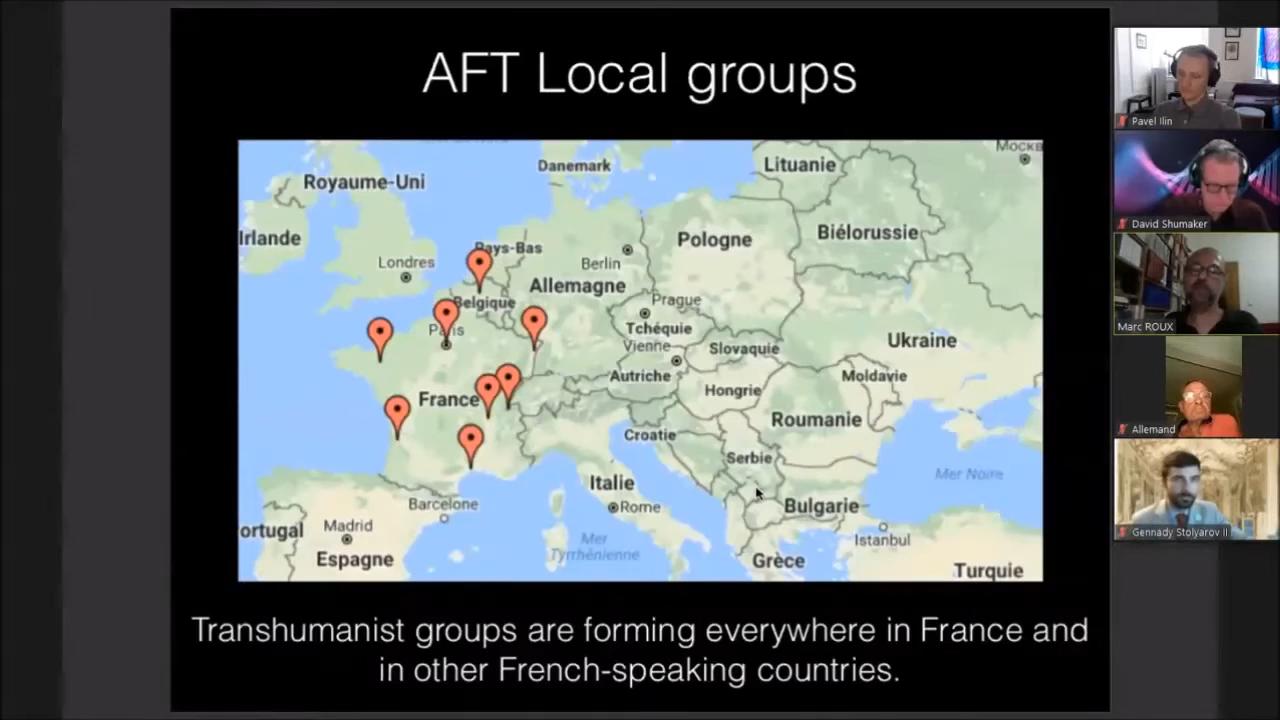 AFT Local groups
Москв
Danemark
Lituanie
Royaume-Uni
Irlande
Pays-Bas
Pologne
Biélorussie
Londres
Berlin
Allemagne
Belgique
Prague
Paris
Tchéquie
Ukraine
Vienne
Slovaquie
Autriche
Moldavie
Hongrie
France
Roumanie
Croatie
Serbie
Mer Noire
Italie
Barcelone
Rome
Bulgarie
ortugal
Madrid
Istanbul
Mer
Tyrrhénienne
Espagne
Grèce
Turquie
Transhumanist groups are forming everywhere in France and
in other French-speaking countries.
Pavel Ilin
David Shumaker
Marc ROUX
Allemand
Gennady Stolyarov II